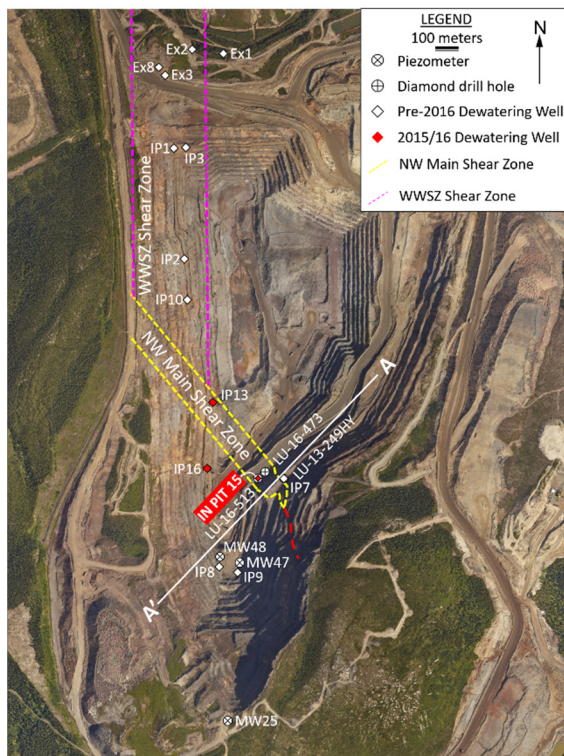 LEGEND
100 meters
N
Piezometer
Diamond drill hole
Pre-2016 Dewatering Well
2015/16 Dewatering Well
NW Main Shear Zone
WWSZ Shear Zone
Ex2
Ex1
Ex8
Ex3
IP1
IP3
WWSZ Shear Zone
IP2
IP10
NW Main Shear Zone
IP13
A
LU-16-473
LU-13-249HY
IP16
IP7
IN PIT 15
LU-16-513
MW48
MW47
IP8
IP9
A'
MW25